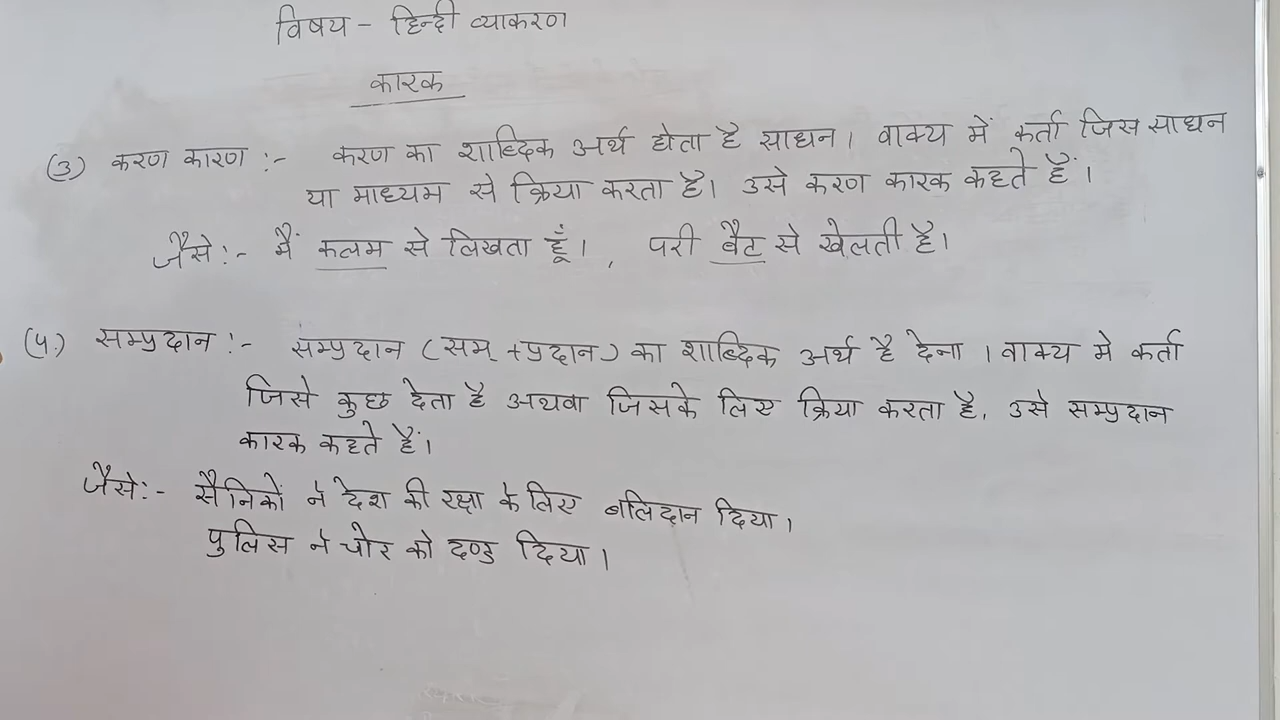 विषय - हिन्दी व्याकरण
कारक
(3) करण कारण :- करण का शाब्दिक अर्थ होता है साधन। वाक्य में कर्ता जिस साधन
या माध्यम से क्रिया करता है। उसे करण कारक कहते हैं।
जैसे :- मैं कलम से लिखता हूँ। , परी बैट से खेलती है।
(4.) सम्प्रदान :- सम्प्रदान (सम् + प्रदान) का शाब्दिक अर्थ है देना। वाक्य मे कर्ता
जिसे कुछ देता है अथवा जिसके लिए क्रिया करता है, उसे सम्प्रदान
कारक कहते हैं।
जैसे :- सैनिकों ने देश की रक्षा के लिए बलिदान दिया।
पुलिस ने चोर को दण्ड दिया।